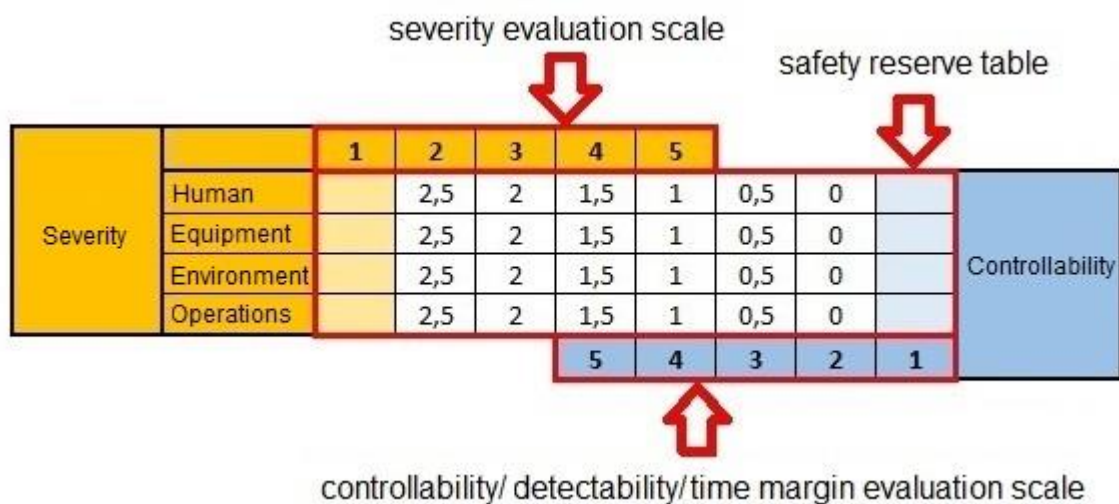 severity evaluation scale
safety reserve table
1 2 3 4 5
Severity
Human 2,5 2 1,5 1 0,5 0
Equipment 2,5 2 1,5 1 0,5 0
Environment 2,5 2 1,5 1 0,5 0
Operations 2,5 2 1,5 1 0,5 0
Controllability
5 4 3 2 1
controllability/ detectability/ time margin evaluation scale